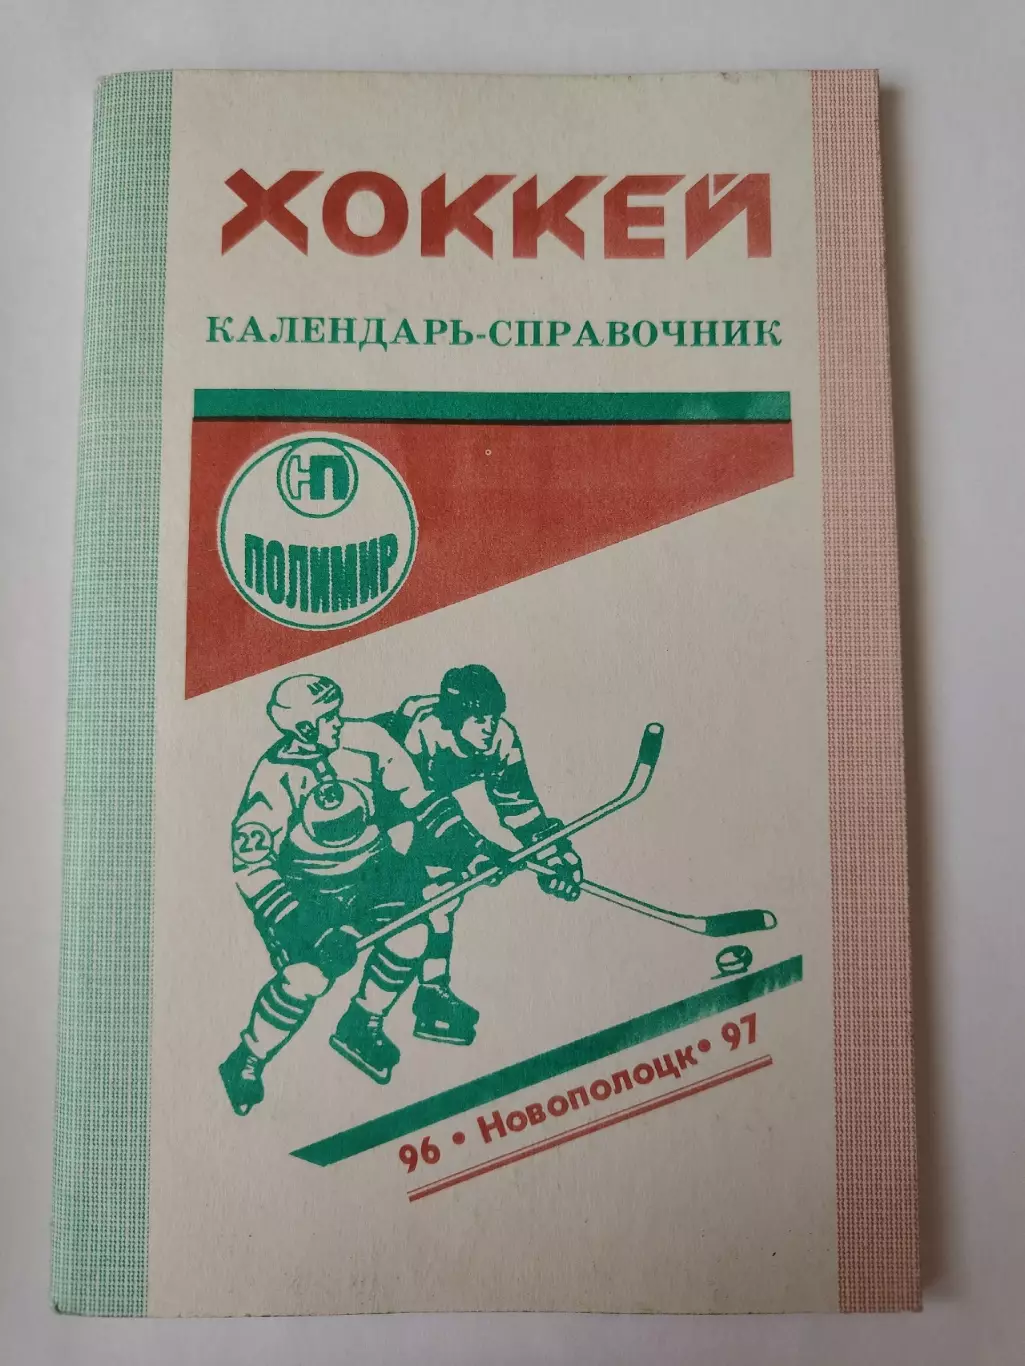 ХОККЕЙ
КАЛЕНДАРЬ-СПРАВОЧНИК
НП
ПОЛИМИР
22
96 • Новополоцк • 97